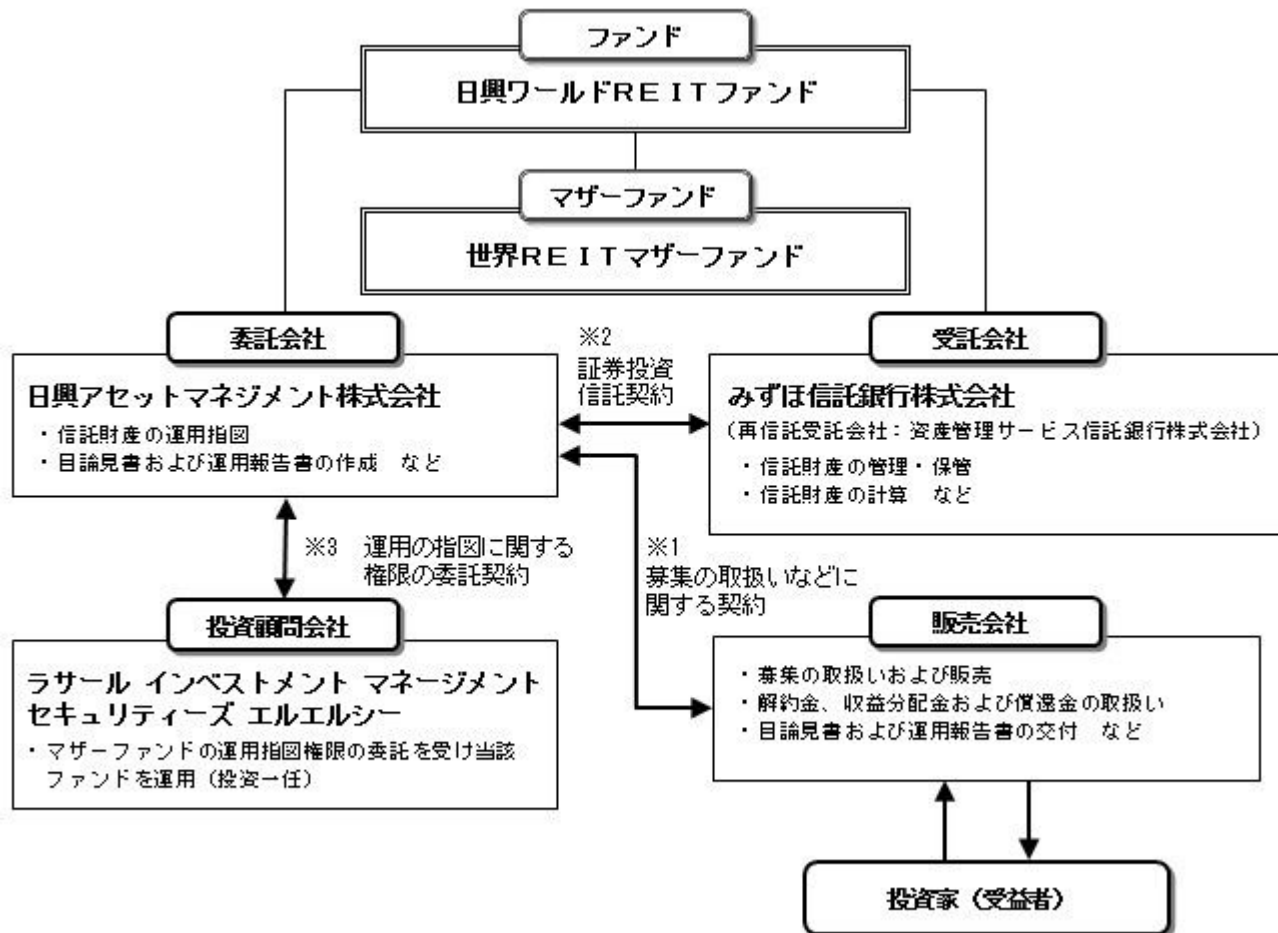 ファンド
日興ワールドREITファンド
マザーファンド
世界REITマザーファンド
委託会社
日興アセットマネジメント株式会社
・信託財産の運用指図
・目論見書および運用報告書の作成 など
※2
証券投資
信託契約
受託会社
みずほ信託銀行株式会社
(再信託受託会社:資産管理サービス信託銀行株式会社)
・信託財産の管理・保管
・信託財産の計算 など
※3 運用の指図に関する
権限の委託契約
※1
募集の取扱いなどに
関する契約
投資顧問会社
ラサール インベストメント マネージメント
セキュリティーズ エルエルシー
・マザーファンドの運用指図権限の委託を受け当該
ファンドを運用(投資一任)
販売会社
・募集の取扱いおよび販売
・解約金、収益分配金および償還金の取扱い
・目論見書および運用報告書の交付 など
投資家(受益者)